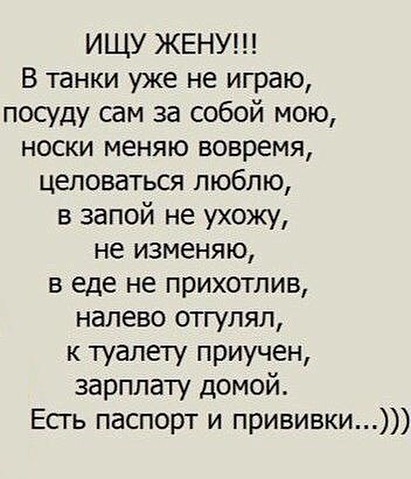 ИЩУ ЖЕНУ!!!
В танки уже не играю,
посуду сам за собой мою,
носки меняю вовремя,
целоваться люблю,
в запой не ухожу,
не изменяю,
в еде не прихотлив,
налево отгулял,
к туалету приучен,
зарплату домой.
Есть паспорт и прививки...)))